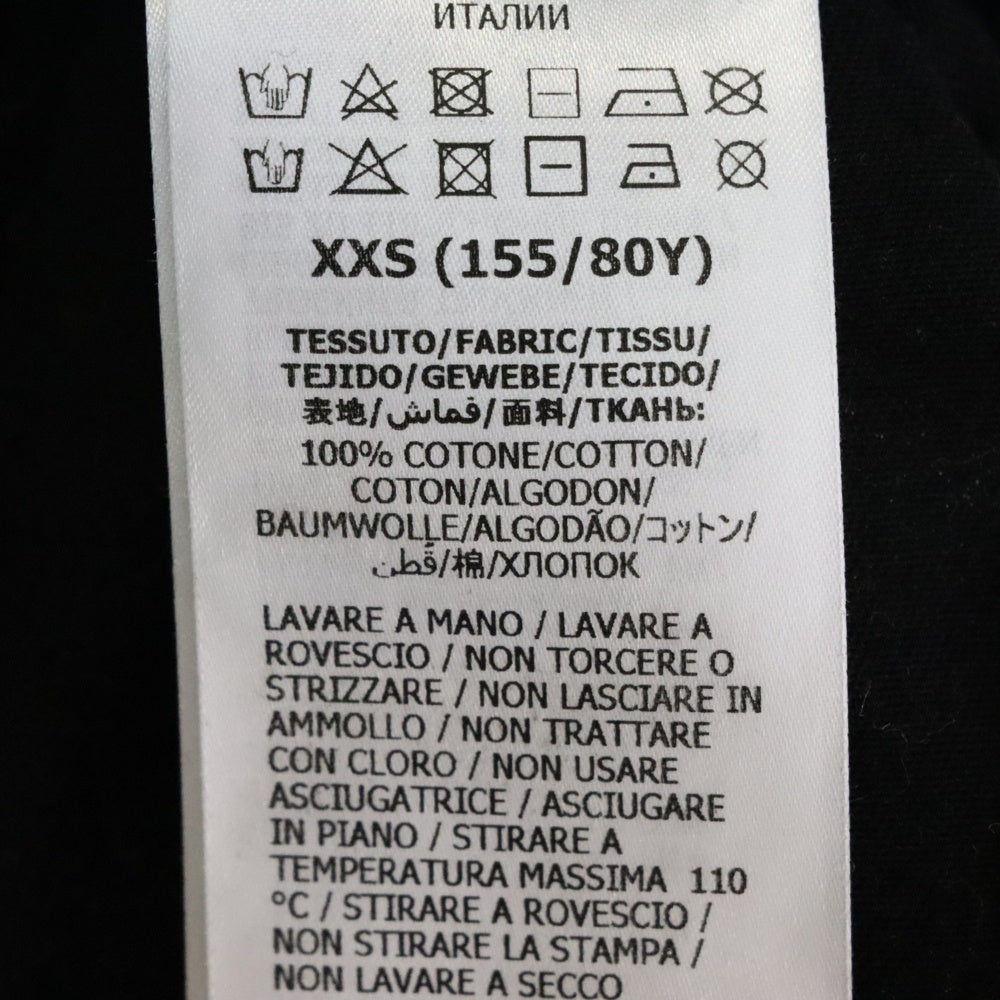 ИТАЛИИ
XXS (155/80Y)
TESSUTO/FABRIC/TISSU/
TEJIDO/GEWEBE/TECIDO/
表地/قماش/面料/ТКАНЬ:
100% COTONE/COTTON/
COTON/ALGODON/
BAUMWOLLE/ALGODÃO/コットン/
قُطن/棉/ХЛОПОК
LAVARE A MANO / LAVARE A
ROVESCIO / NON TORCERE O
STRIZZARE / NON LASCIARE IN
AMMOLLO / NON TRATTARE
CON CLORO / NON USARE
ASCIUGATRICE / ASCIUGARE
IN PIANO / STIRARE A
TEMPERATURA MASSIMA 110
°C / STIRARE A ROVESCIO /
NON STIRARE LA STAMPA /
NON LAVARE A SECCO